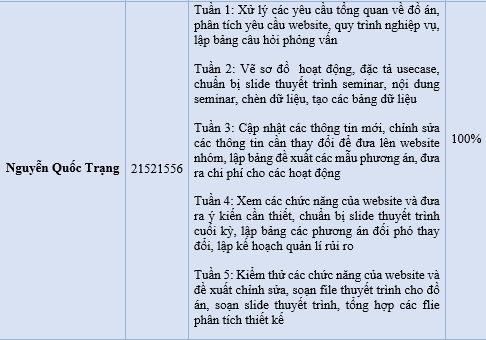 Tuần 1: Xử lý các yêu cầu tổng quan về đồ án,
phân tích yêu cầu website, quy trình nghiệp vụ,
lập bảng câu hỏi phỏng vấn
Tuần 2: Vẽ sơ đồ hoạt động, đặc tả usecase,
chuẩn bị slide thuyết trình seminar, nội dung
seminar, chèn dữ liệu, tạo các bảng dữ liệu
Tuần 3: Cập nhật các thông tin mới, chỉnh sửa
các thông tin cần thay đổi để đưa lên website
nhóm, lập bảng đề xuất các mẫu phương án, đưa
ra chi phí cho các hoạt động
Nguyễn Quốc Trạng 21521556 100%
Tuần 4: Xem các chức năng của website và đưa
ra ý kiến cần thiết, chuẩn bị slide thuyết trình
cuối kỳ, lập bảng các phương án đối phó thay
đổi, lập kế hoạch quản lí rủi ro
Tuần 5: Kiểm thử các chức năng của website và
đề xuất chỉnh sửa, soạn file thuyết trình cho đồ
án, soạn slide thuyết trình, tổng hợp các flie
phân tích thiết kế